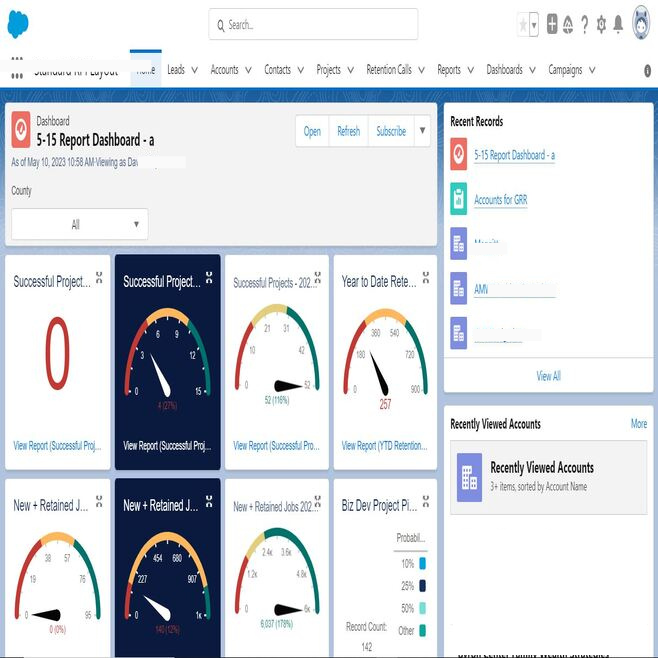 Search...
Standard KPI Layout
Home
Leads
Accounts
Contacts
Projects
Retention Calls
Reports
Dashboards
Campaigns
Dashboard
5-15 Report Dashboard - a
As of May 10, 2023 10:58 AM·Viewing as
Open
Refresh
Subscribe
County
All
Successful Project...
0
View Report (Successful Proj...
Successful Project...
0
3
6
9
12
15
4 (27%)
View Report (Successful Proj...
Successful Projects - 202...
0
10
21
31
42
52
52 (116%)
View Report (Successful Pro...
Year to Date Rete...
0
180
360
540
720
900
257
View Report (YTD Retention...
New + Retained J...
0
19
38
57
76
95
0 (0%)
New + Retained J...
0
227
454
680
907
1k
140 (12%)
New + Retained Jobs 202...
0
1.2k
2.4k
3.6k
4.8k
6k
6,037 (178%)
Biz Dev Project Pi...
Probabil...
10%
25%
50%
Other
Record Count:
142
Recent Records
5-15 Report Dashboard - a
Accounts for GRR
View All
Recently Viewed Accounts
More
Recently Viewed Accounts
3+ items, sorted by Account Name
Byron Center Family Wealth Strategies